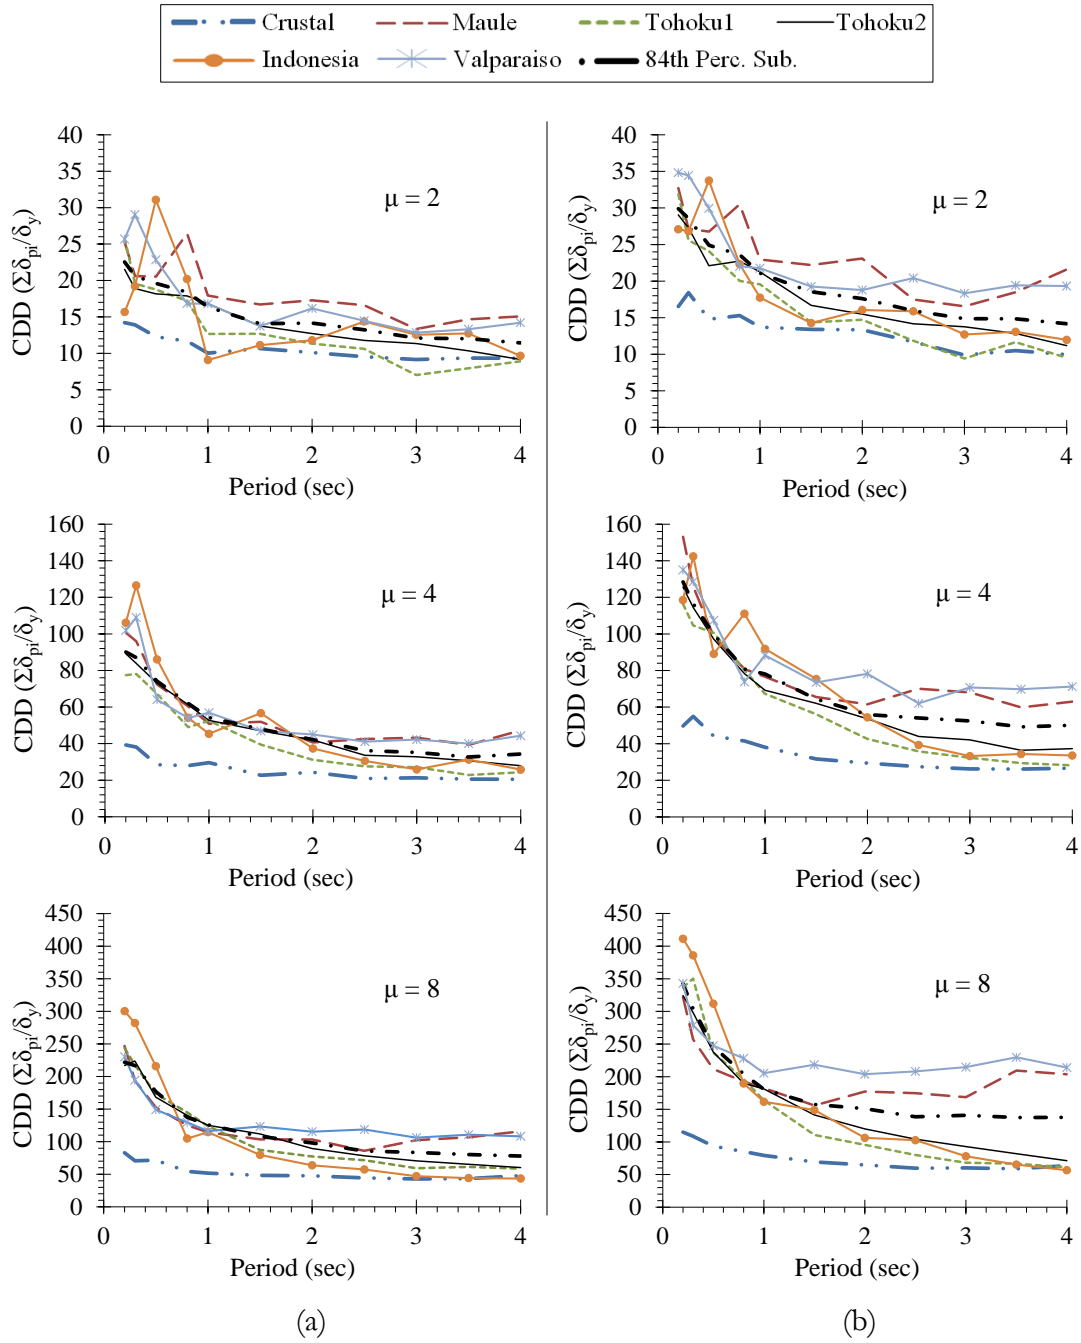 Crustal Maule Tohoku1 Tohoku2
Indonesia Valparaiso 84th Perc. Sub.
CDD (Σδpi/δy)
40
35
30
25
20
15
10
5
0
μ = 2
0 1 2 3 4
Period (sec)
CDD (Σδpi/δy)
40
35
30
25
20
15
10
5
0
μ = 2
0 1 2 3 4
Period (sec)
CDD (Σδpi/δy)
160
140
120
100
80
60
40
20
0
μ = 4
0 1 2 3 4
Period (sec)
CDD (Σδpi/δy)
160
140
120
100
80
60
40
20
0
μ = 4
0 1 2 3 4
Period (sec)
CDD (Σδpi/δy)
450
400
350
300
250
200
150
100
50
0
μ = 8
0 1 2 3 4
Period (sec)
CDD (Σδpi/δy)
450
400
350
300
250
200
150
100
50
0
μ = 8
0 1 2 3 4
Period (sec)
(a)
(b)